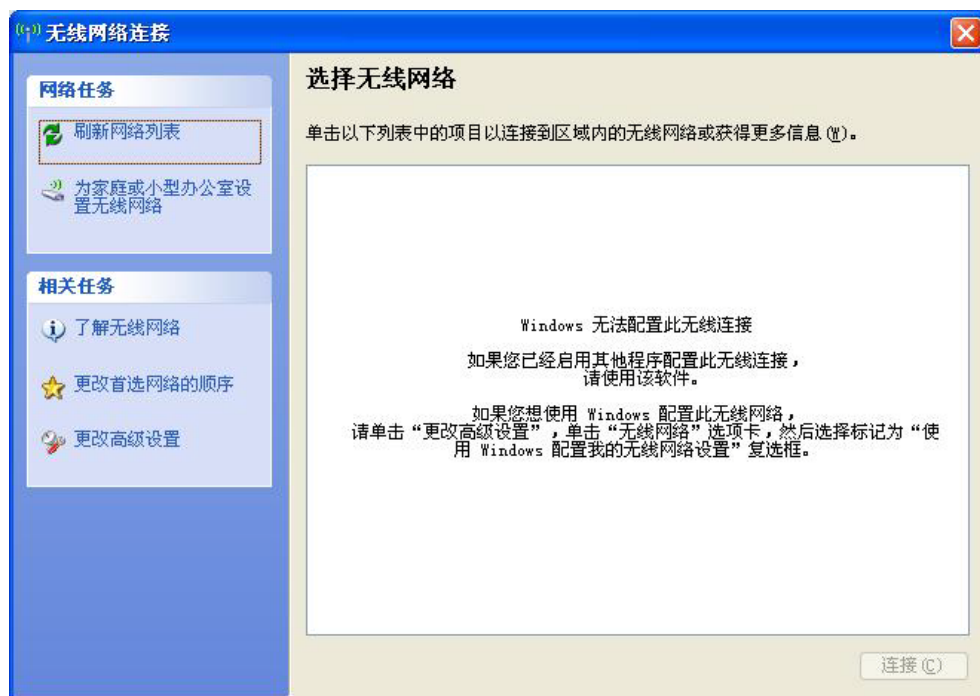 无线网络连接
网络任务
刷新网络列表
为家庭或小型办公室设
置无线网络
相关任务
了解无线网络
更改首选网络的顺序
更改高级设置
选择无线网络
单击以下列表中的项目以连接到区域内的无线网络或获得更多信息(W)。
Windows 无法配置此无线连接
如果您已经启用其他程序配置此无线连接，
请使用该软件。
如果您想使用 Windows 配置此无线网络，
请单击“更改高级设置”，单击“无线网络”选项卡，然后选择标记为“使
用 Windows 配置我的无线网络设置”复选框。
连接(C)